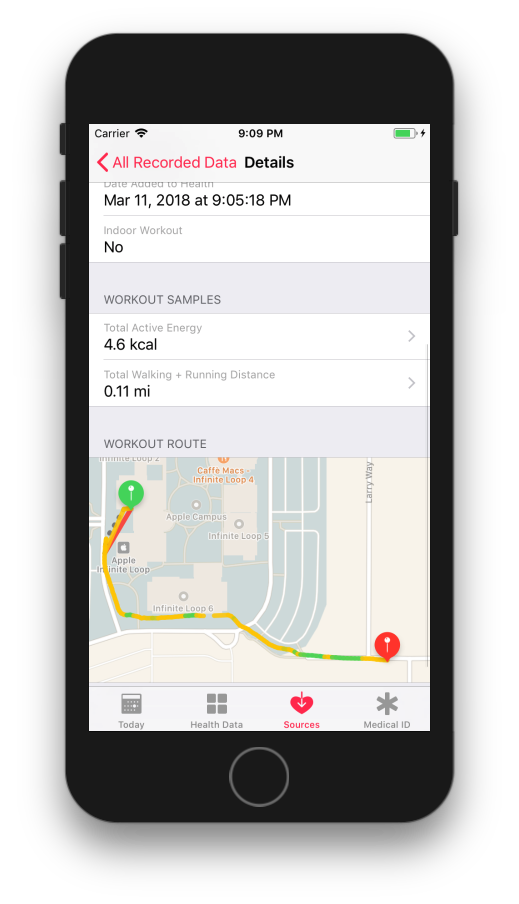 Carrier 9:09 PM
All Recorded Data Details
Date Added to Health
Mar 11, 2018 at 9:05:18 PM
Indoor Workout
No
WORKOUT SAMPLES
Total Active Energy
4.6 kcal
Total Walking + Running Distance
0.11 mi
WORKOUT ROUTE
Infinite Loop 2
Caffè Macs
Infinite Loop 4
Larry Way
Apple Campus
Infinite Loop 5
Apple
Infinite Loop
Infinite Loop 6
Today Health Data Sources Medical ID